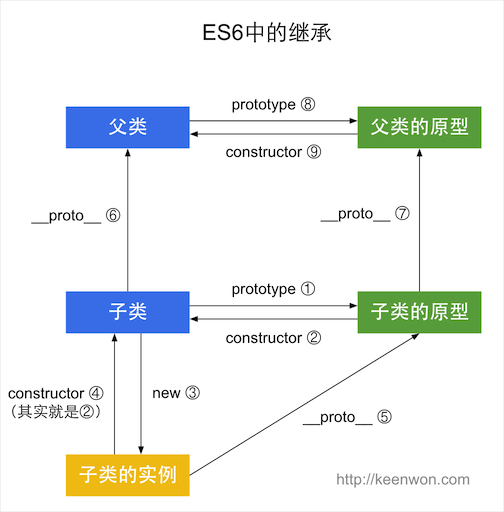 ES6中的继承
prototype ⑧
父类
父类的原型
constructor ⑨
__proto__ ⑥
__proto__ ⑦
prototype ①
子类
子类的原型
constructor ②
constructor ④
（其实就是②）
new ③
__proto__ ⑤
子类的实例
http://keenwon.com